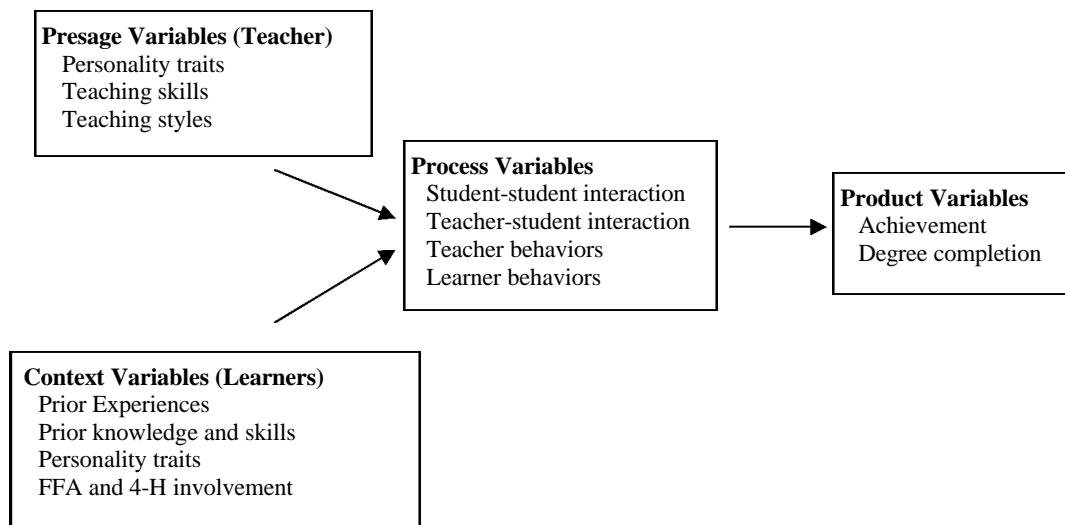 Presage Variables (Teacher)
Personality traits
Teaching skills
Teaching styles
Process Variables
Student-student interaction
Teacher-student interaction
Teacher behaviors
Learner behaviors
Product Variables
Achievement
Degree completion
Context Variables (Learners)
Prior Experiences
Prior knowledge and skills
Personality traits
FFA and 4-H involvement